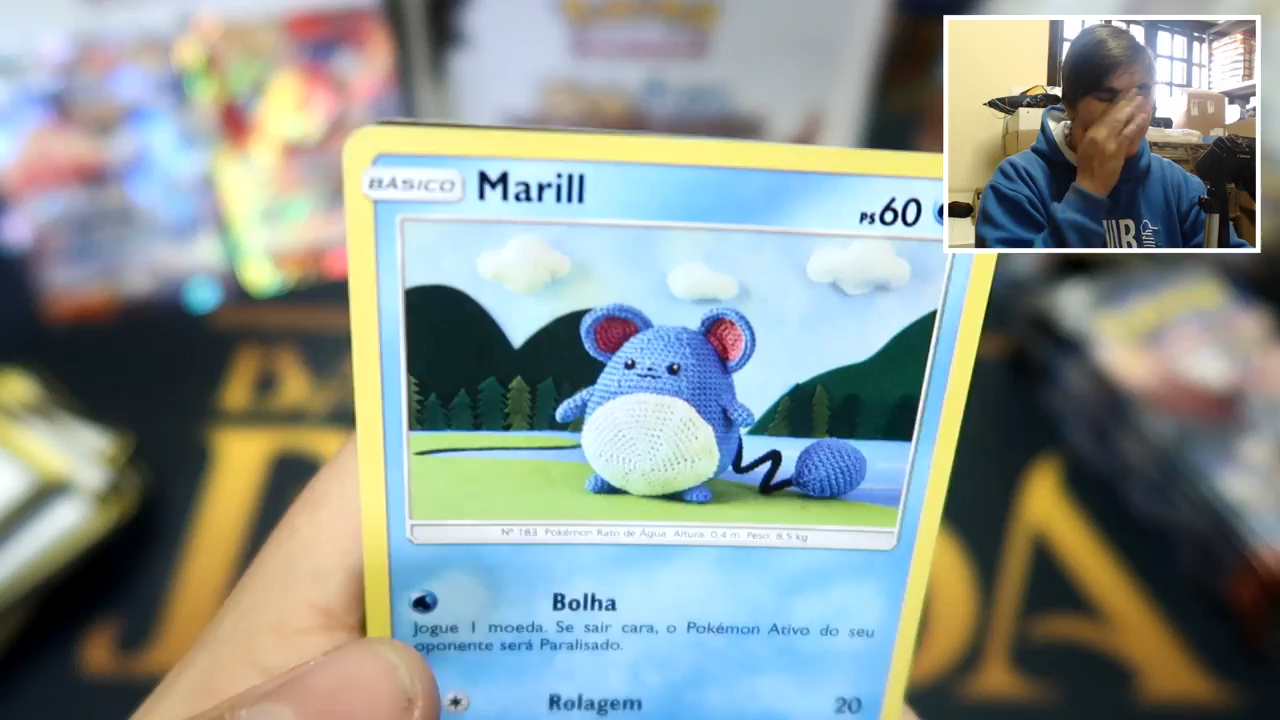 BÁSICO Marill PS60
Nº 183 Pokémon Rato de Água Altura: 0,4 m Peso: 8,5 kg
Bolha
Jogue 1 moeda. Se sair cara, o Pokémon Ativo do seu
oponente será Paralisado.
Rolagem 20